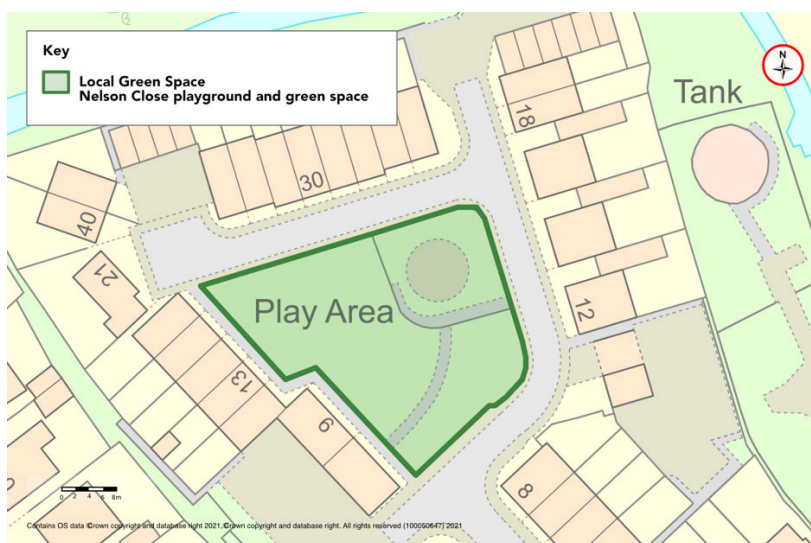 Key
Local Green Space
Nelson Close playground and green space
N
Tank
18
30
40
21
Play Area
12
13
9
8
0 2 4 6 8m
Contains OS data © Crown copyright and database right 2021, Crown copyright and database right. All rights reserved (100050647) 2021